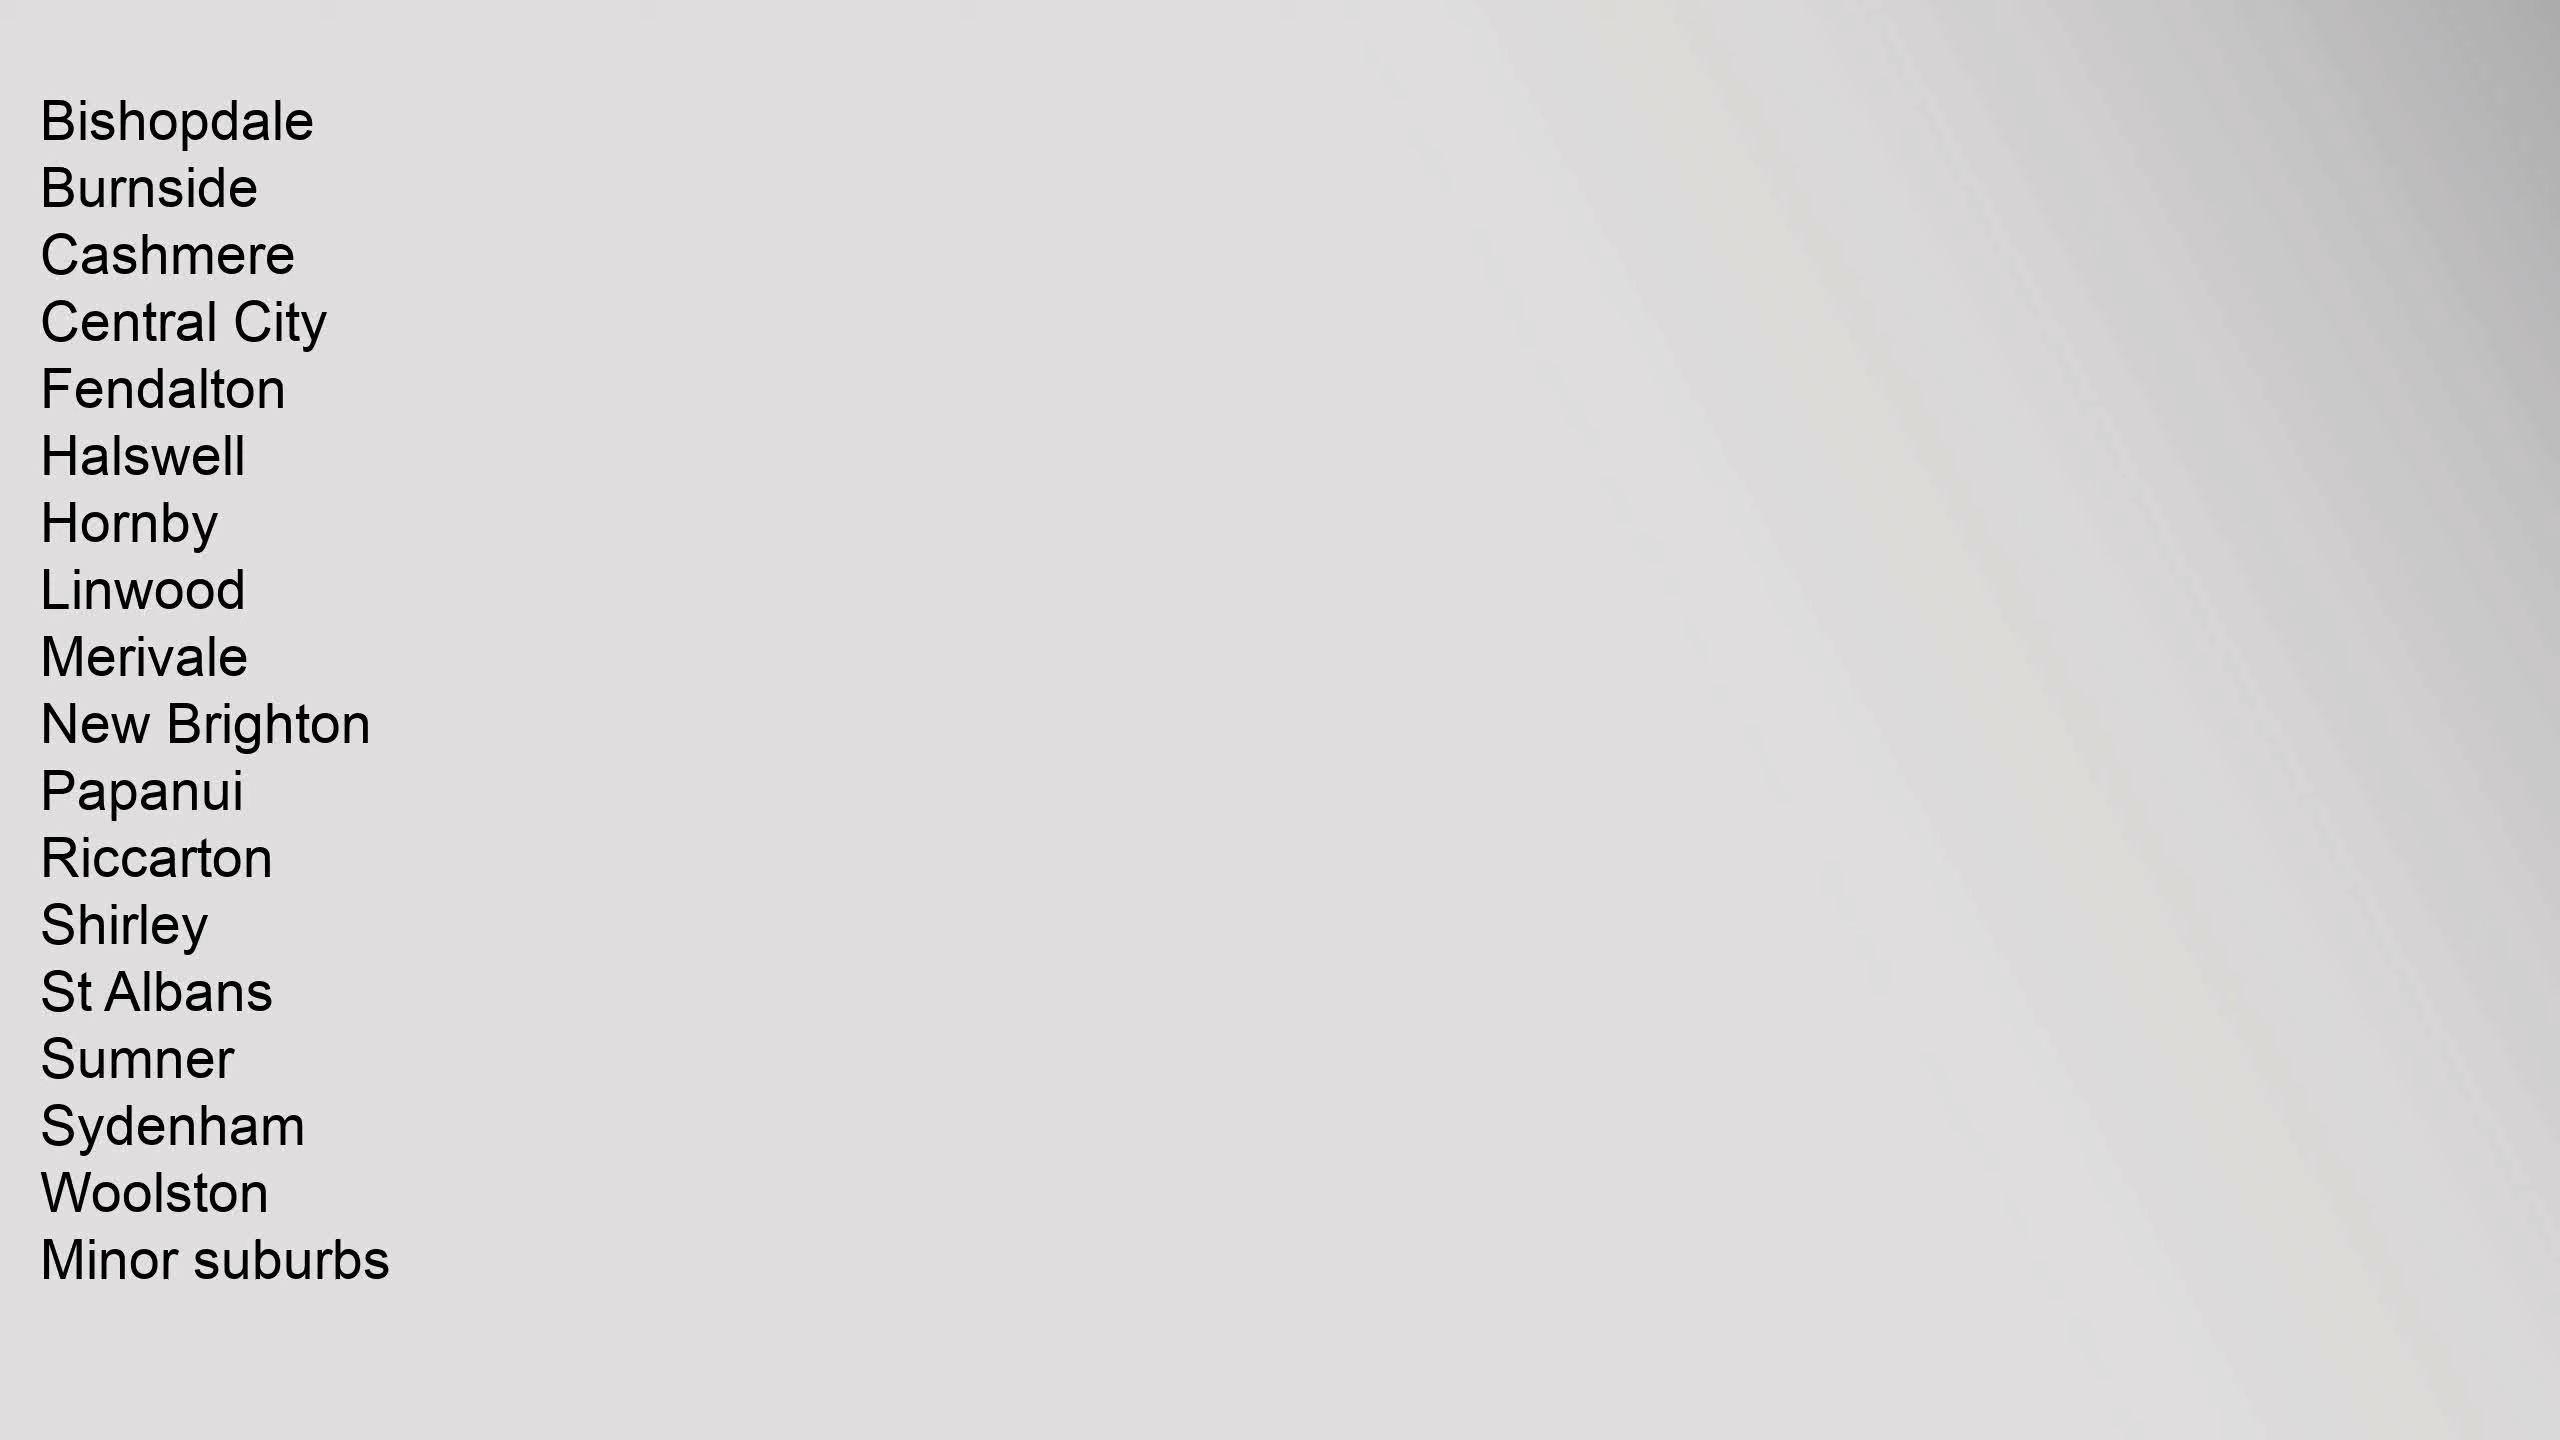 Bishopdale
Burnside
Cashmere
Central City
Fendalton
Halswell
Hornby
Linwood
Merivale
New Brighton
Papanui
Riccarton
Shirley
St Albans
Sumner
Sydenham
Woolston
Minor suburbs